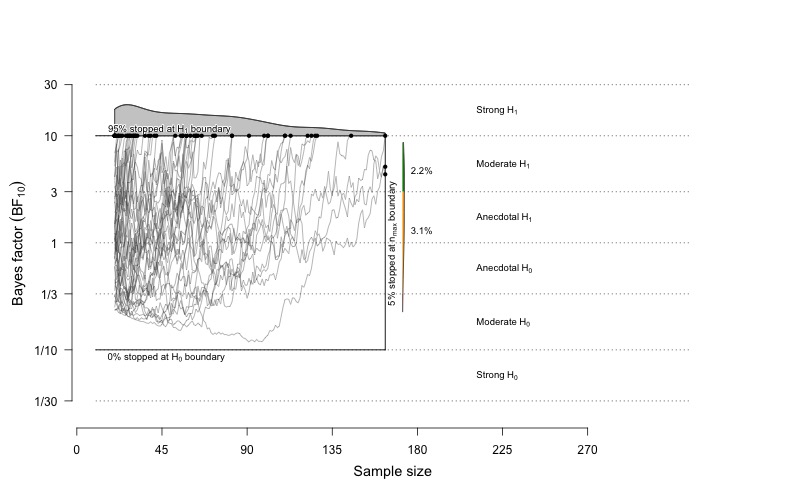 30
Strong H₁
95% stopped at H₁ boundary
10
Moderate H₁
2.2%
3
Anecdotal H₁
3.1%
1
Anecdotal H₀
5% stopped at nₘₐₓ boundary
1/3
Moderate H₀
1/10
0% stopped at H₀ boundary
Strong H₀
1/30
Bayes factor (BF₁₀)
0 45 90 135 180 225 270
Sample size